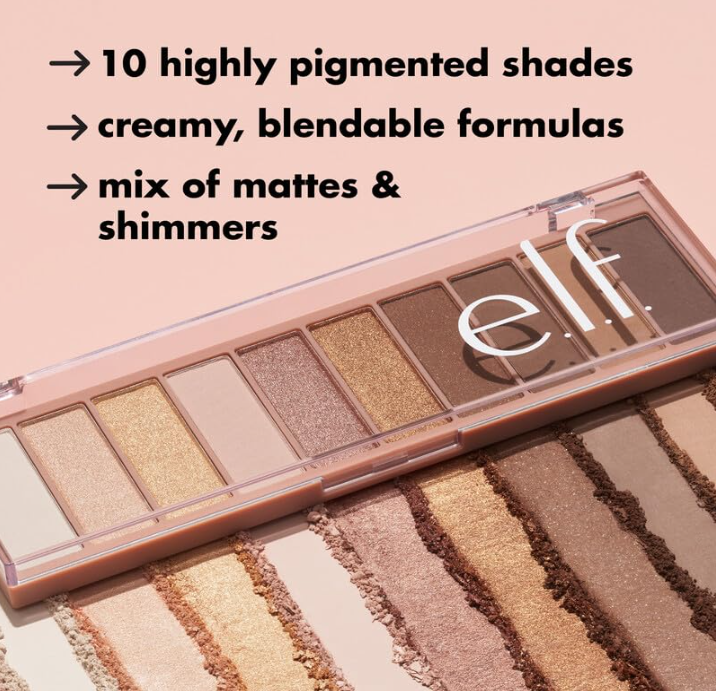 → 10 highly pigmented shades
→ creamy, blendable formulas
→ mix of mattes &
shimmers
e.l.f.